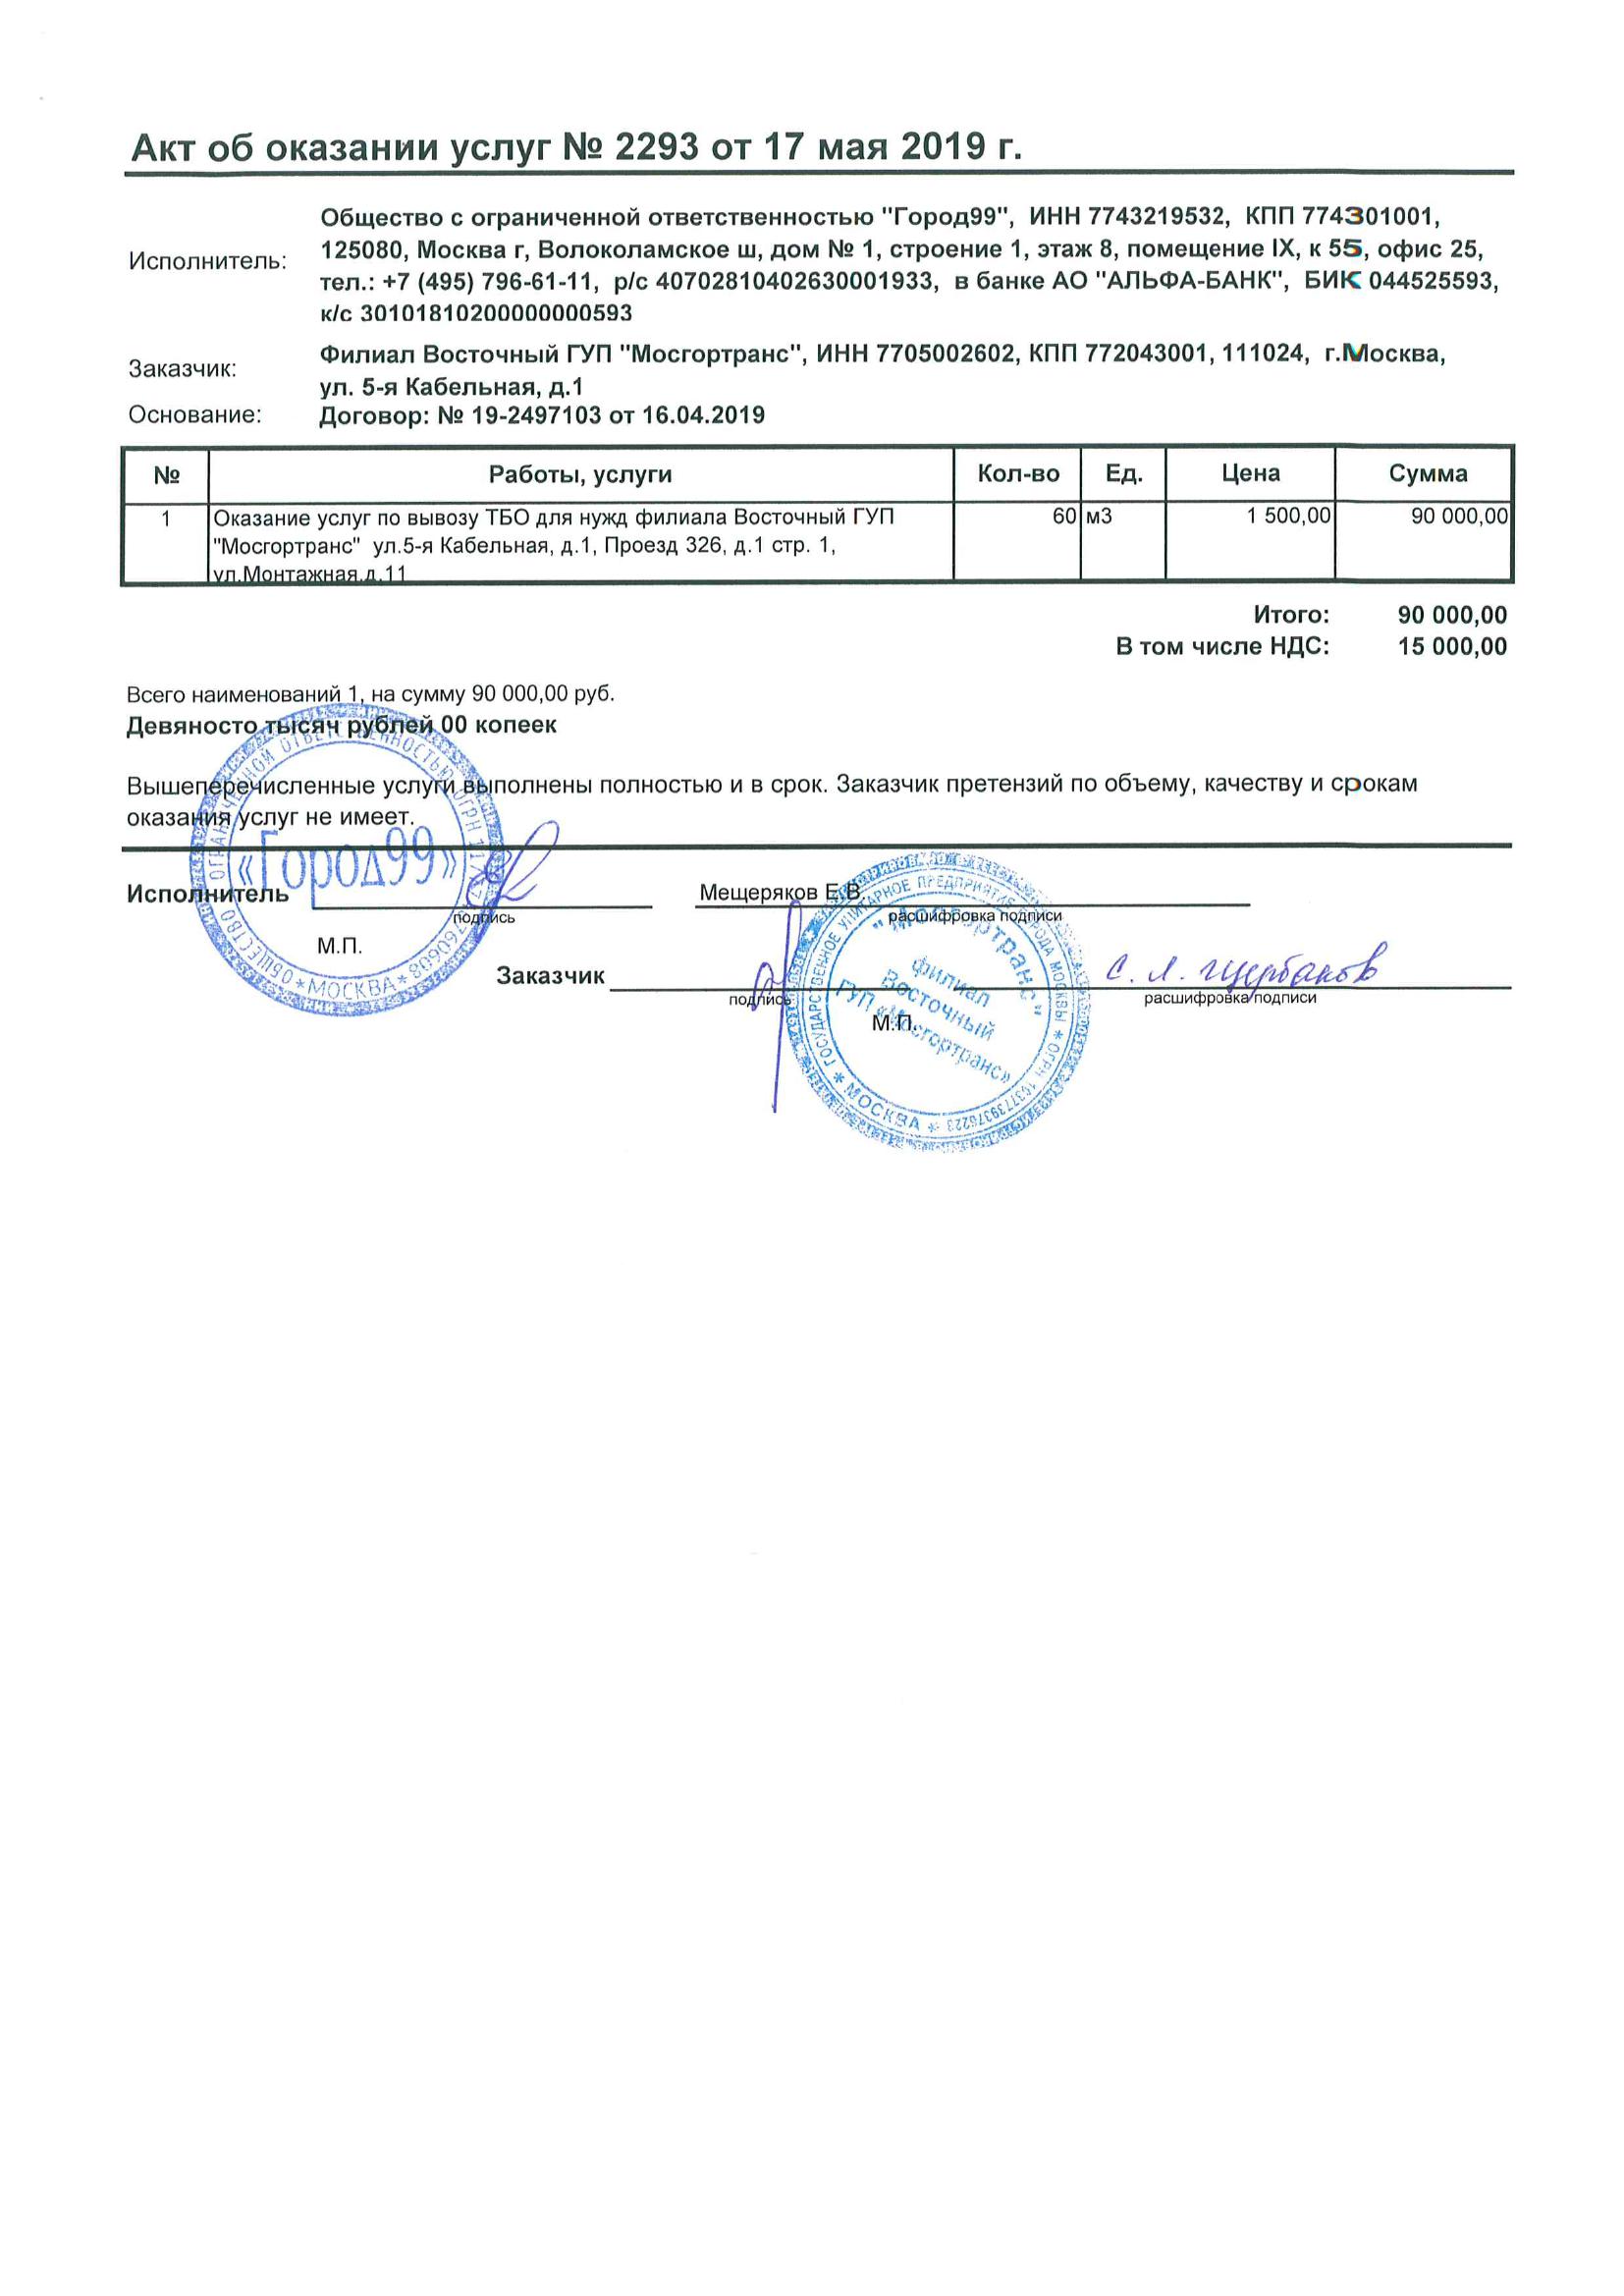 Акт об оказании услуг № 2293 от 17 мая 2019 г.
Исполнитель:
Общество с ограниченной ответственностью "Город99", ИНН 7743219532, КПП 774301001,
125080, Москва г, Волоколамское ш, дом № 1, строение 1, этаж 8, помещение IX, к 55, офис 25,
тел.: +7 (495) 796-61-11, р/с 40702810402630001933, в банке АО "АЛЬФА-БАНК", БИК 044525593,
к/с 30101810200000000593
Заказчик:
Филиал Восточный ГУП "Мосгортранс", ИНН 7705002602, КПП 772043001, 111024, г.Москва,
ул. 5-я Кабельная, д.1
Основание: Договор: № 19-2497103 от 16.04.2019
№ Работы, услуги Кол-во Ед. Цена Сумма
1 Оказание услуг по вывозу ТБО для нужд филиала Восточный ГУП 60 м3 1 500,00 90 000,00
"Мосгортранс" ул.5-я Кабельная, д.1, Проезд 326, д.1 стр. 1,
ул.Монтажная,д.11
Итого: 90 000,00
В том числе НДС: 15 000,00
Всего наименований 1, на сумму 90 000,00 руб.
Девяносто тысяч рублей 00 копеек
Вышеперечисленные услуги выполнены полностью и в срок. Заказчик претензий по объему, качеству и срокам
оказания услуг не имеет.
«Город99»
ОБЩЕСТВО ОГРАНИЧЕННОЙ ОТВЕТСТВЕННОСТЬЮ ОГРН
* МОСКВА *
Исполнитель
Мещеряков Е.В.
подпись
расшифровка подписи
М.П.
Заказчик
С. Л. Щербаков
подпись
расшифровка подписи
М.П.
ГОСУДАРСТВЕННОЕ УНИТАРНОЕ ПРЕДПРИЯТИЕ ГОРОДА МОСКВЫ * ОГРН 1037739376223 * МОСКВА *
"Мосгортранс"
филиал
Восточный
ГУП «Мосгортранс»